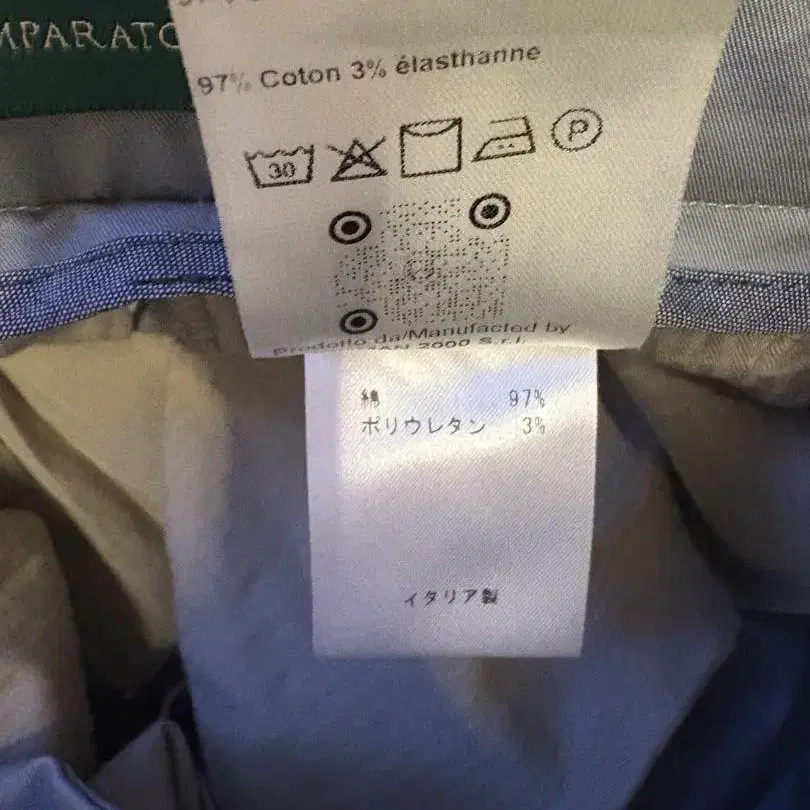 97% Coton 3% élasthanne
30
P
Prodotto da/Manufacted by
2000 S.r.l.
綿 97%
ポリウレタン 3%
イタリア製